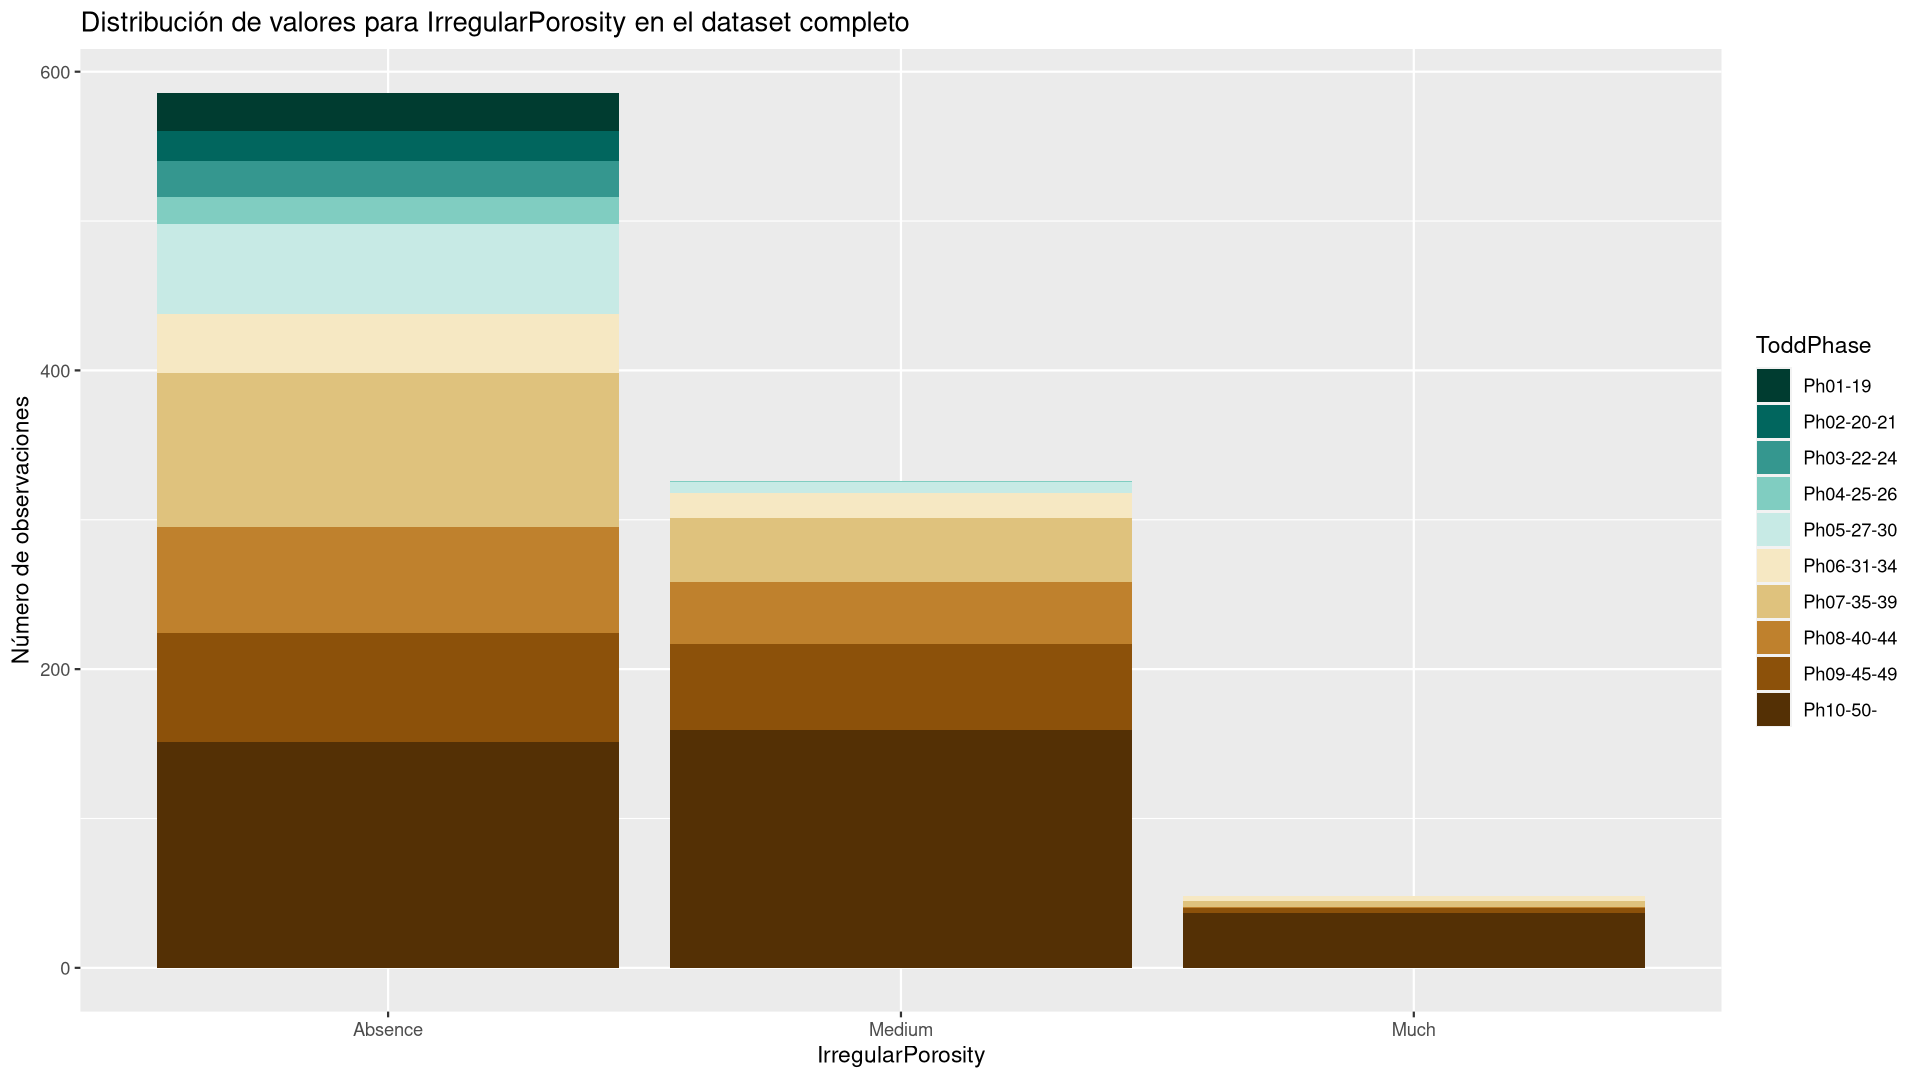 Distribución de valores para IrregularPorosity en el dataset completo
Número de observaciones
600
400
200
0
Absence
Medium
Much
IrregularPorosity
ToddPhase
Ph01-19
Ph02-20-21
Ph03-22-24
Ph04-25-26
Ph05-27-30
Ph06-31-34
Ph07-35-39
Ph08-40-44
Ph09-45-49
Ph10-50-